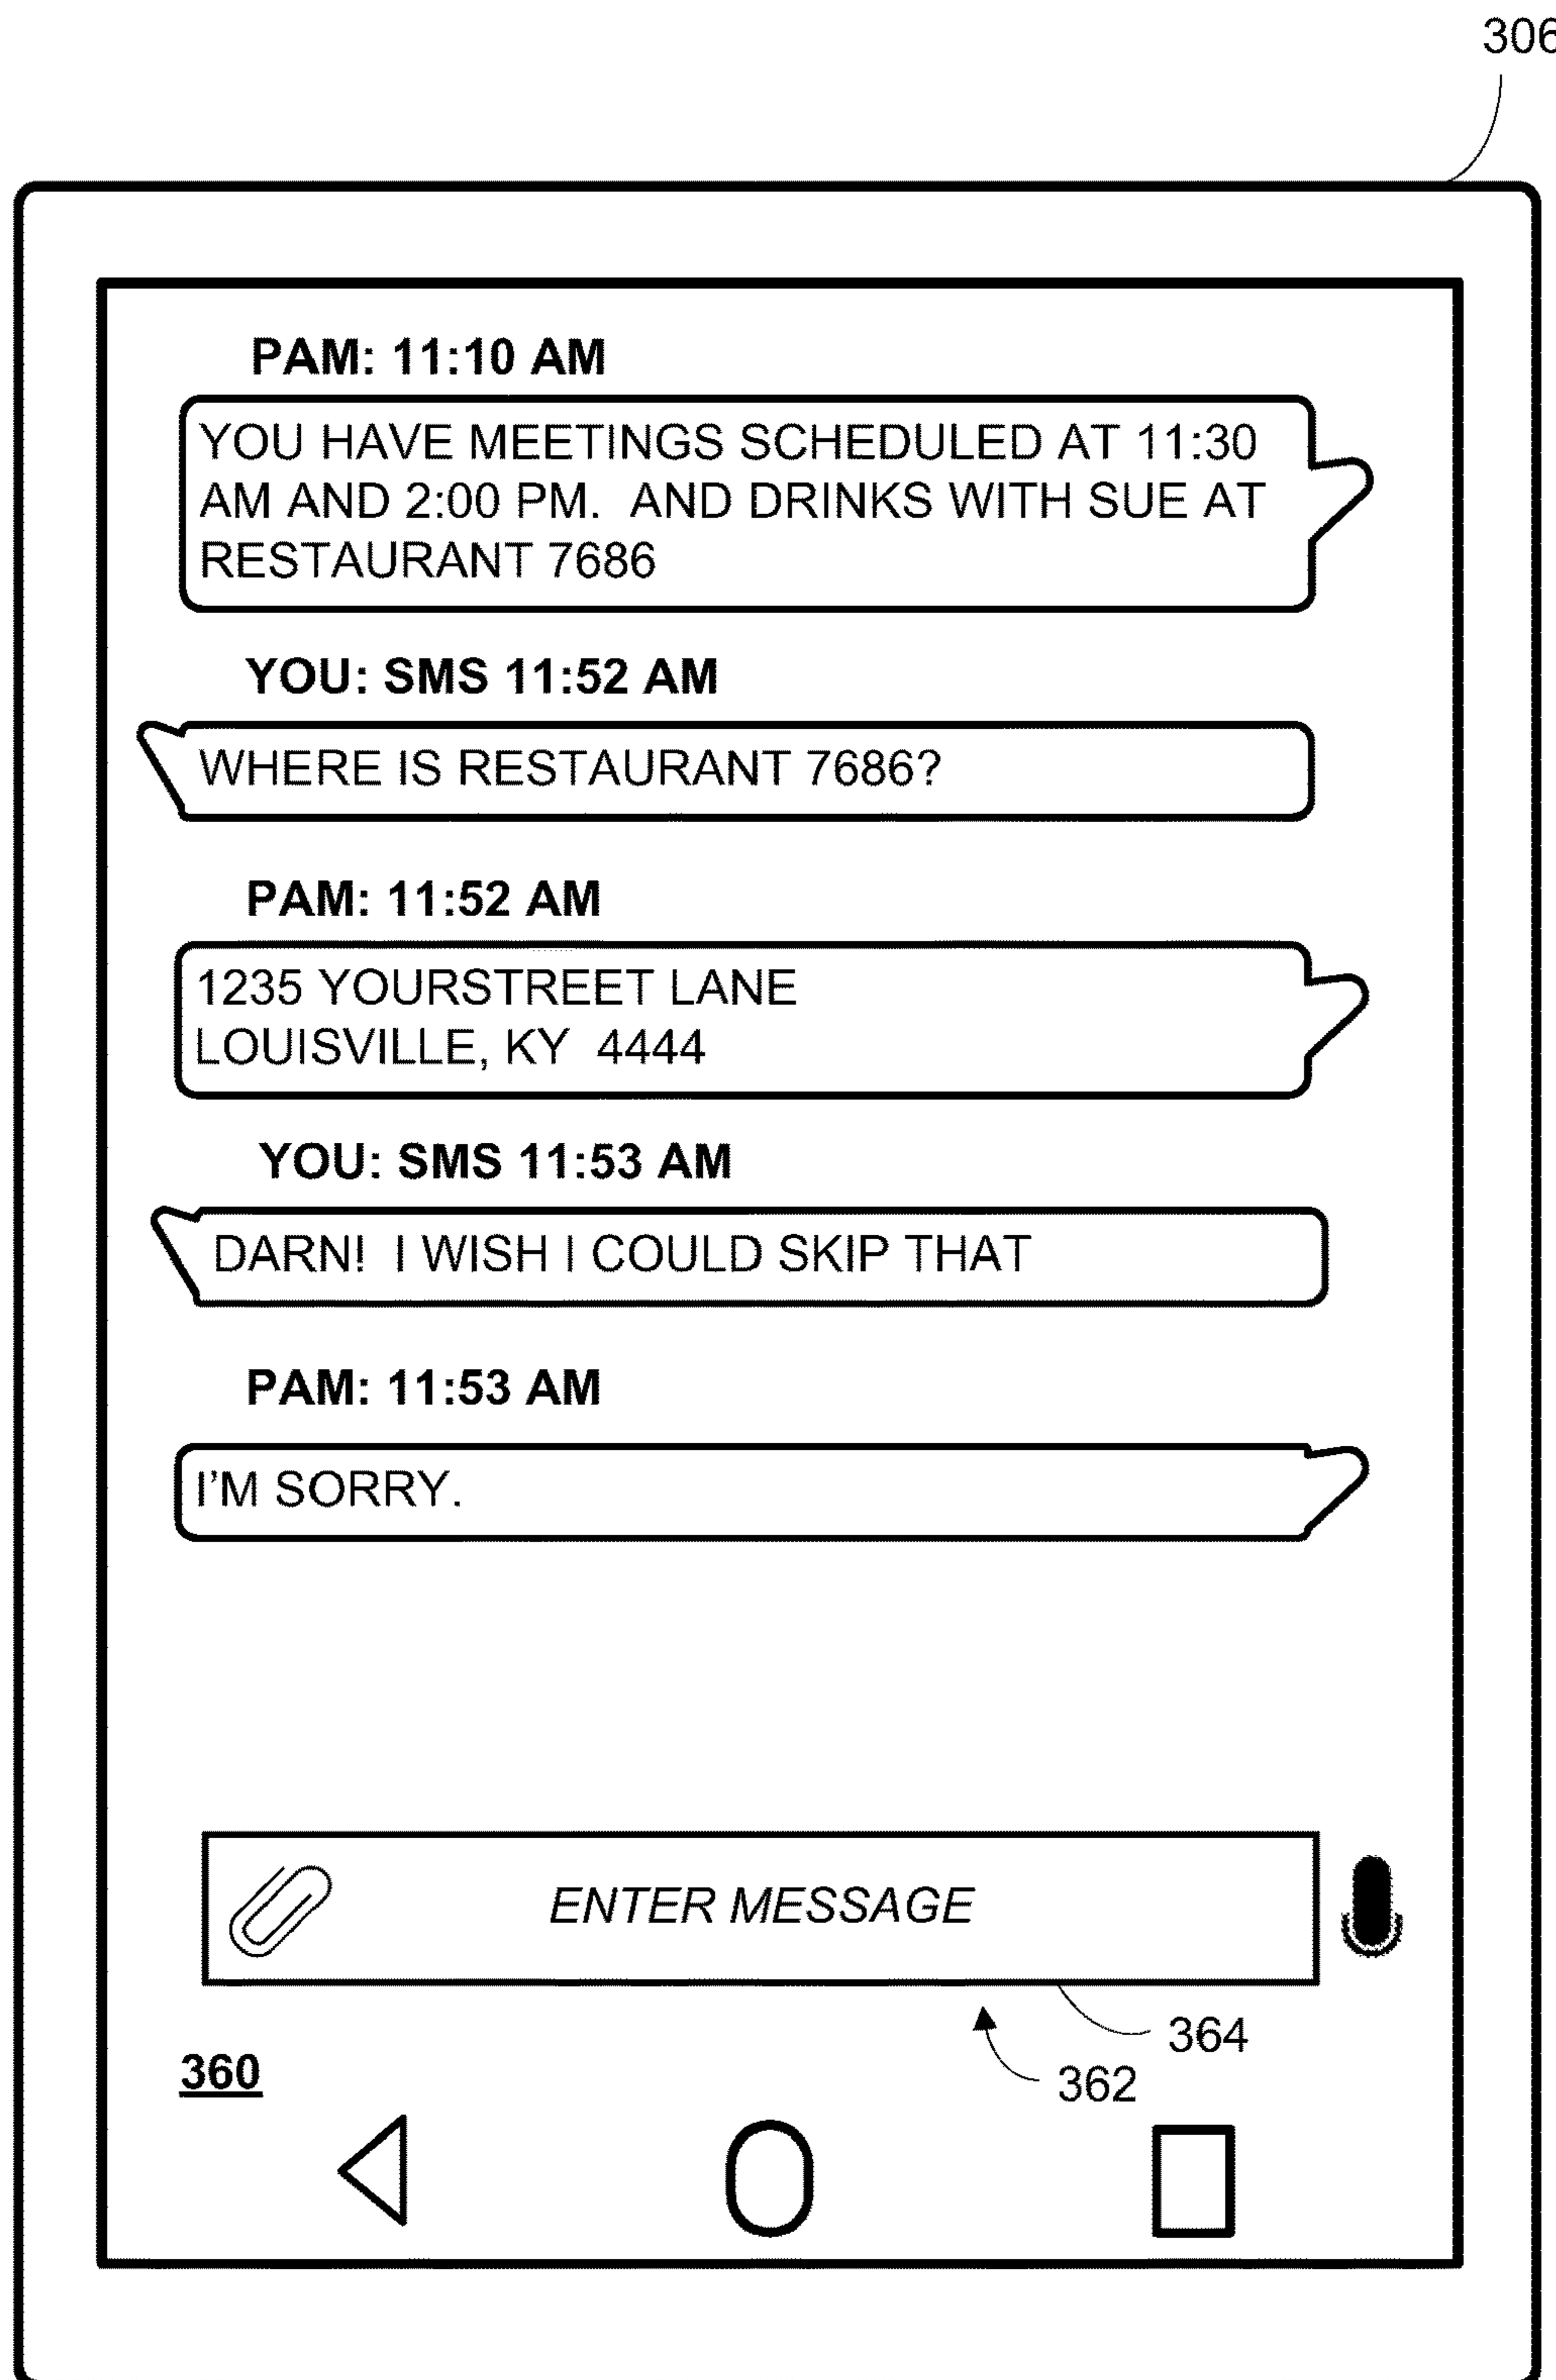 306
PAM: 11:10 AM
YOU HAVE MEETINGS SCHEDULED AT 11:30
AM AND 2:00 PM.  AND DRINKS WITH SUE AT
RESTAURANT 7686
YOU: SMS 11:52 AM
WHERE IS RESTAURANT 7686?
PAM: 11:52 AM
1235 YOURSTREET LANE
LOUISVILLE, KY  4444
YOU: SMS 11:53 AM
DARN!  I WISH I COULD SKIP THAT
PAM: 11:53 AM
I'M SORRY.
ENTER MESSAGE
364
360
362